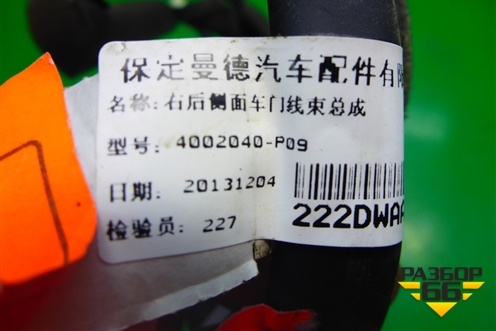 保定曼德汽车配件有限
名称: 右后侧面车门线束总成
型号: 4002040-P09
日期: 20131204
检验员: 227
222DWAA
РАЗБОР
66